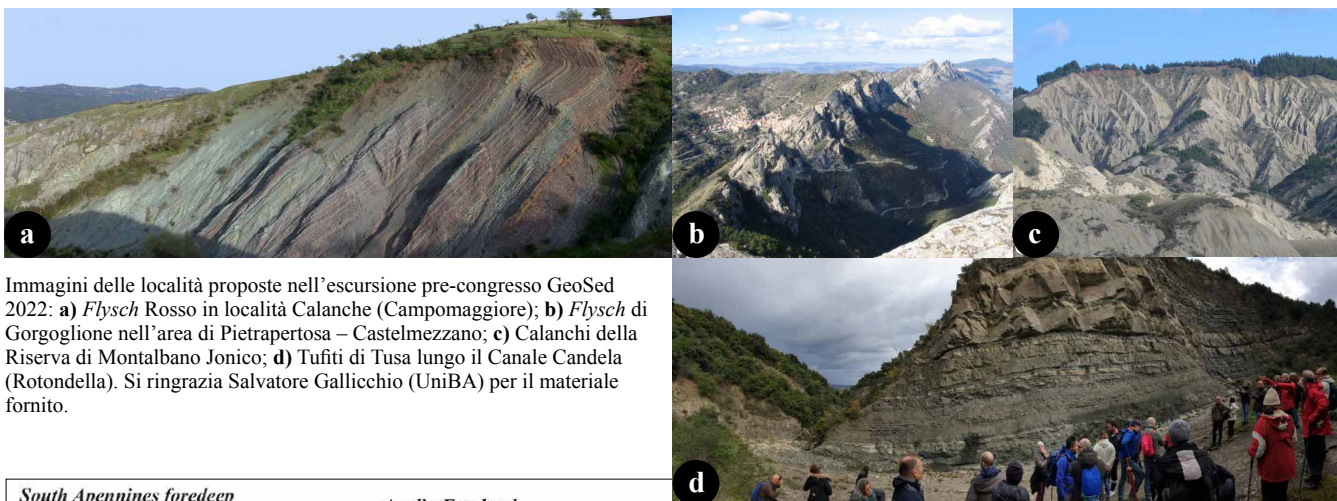 a
b
c
Immagini delle località proposte nell'escursione pre-congresso GeoSed
2022: a) Flysch Rosso in località Calanche (Campomaggiore); b) Flysch di
Gorgoglione nell'area di Pietrapertosa – Castelmezzano; c) Calanchi della
Riserva di Montalbano Jonico; d) Tufiti di Tusa lungo il Canale Candela
(Rotondella). Si ringrazia Salvatore Gallicchio (UniBA) per il materiale
fornito.
d
South Apennines foredeep